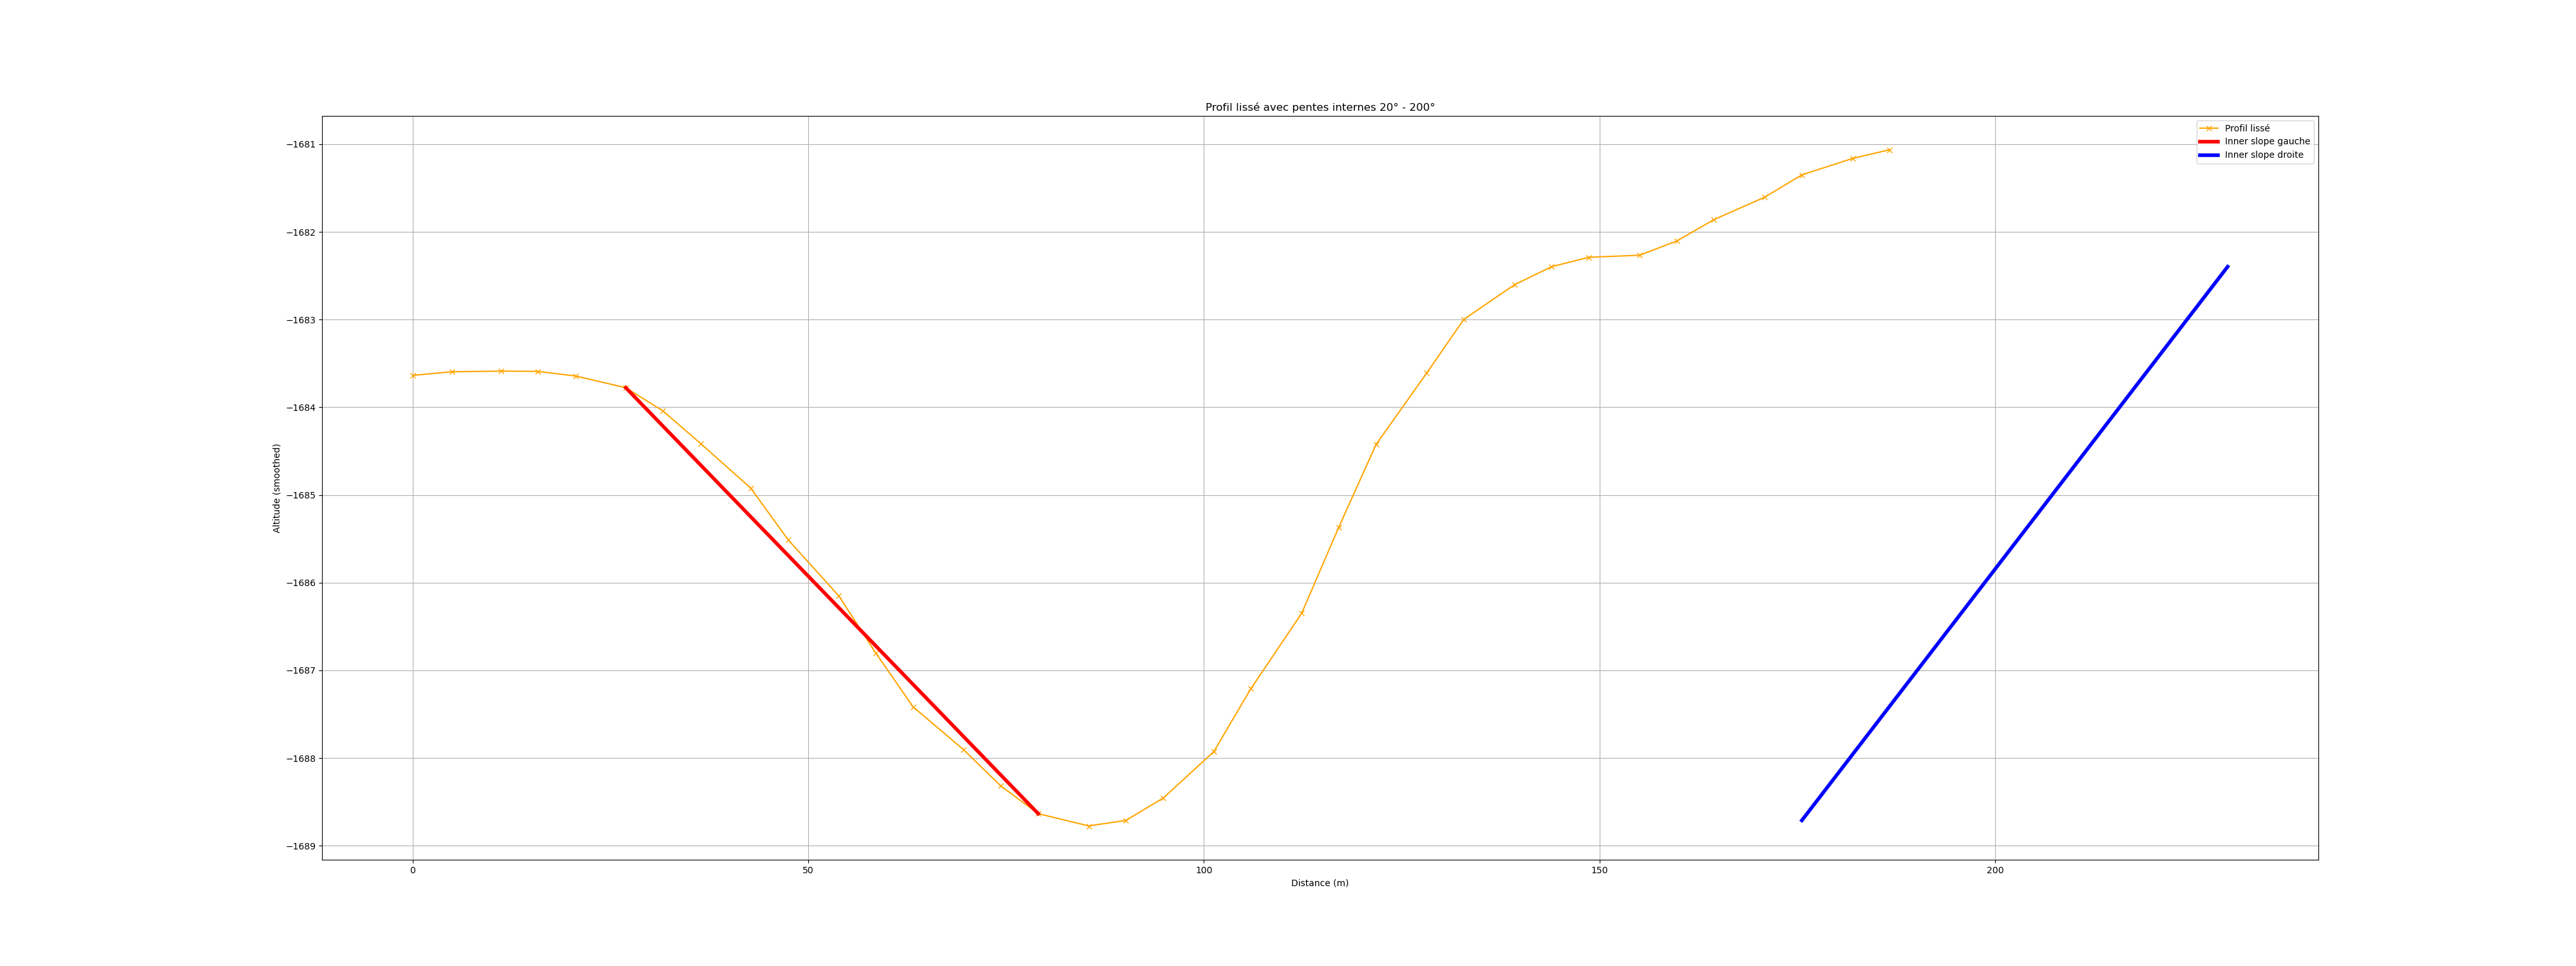 Profil lissé avec pentes internes 20° - 200°
Profil lissé
Inner slope gauche
Inner slope droite
Altitude (smoothed)
−1681
−1682
−1683
−1684
−1685
−1686
−1687
−1688
−1689
0 50 100 150 200
Distance (m)